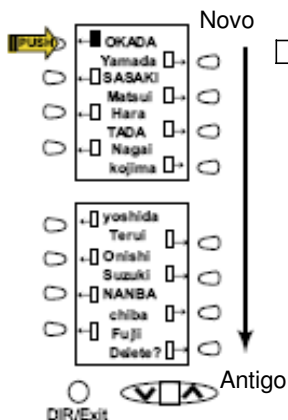 Novo
PUSH
OKADA
Yamada
SASAKI
Matsui
Hara
TADA
Nagai
kojima
yoshida
Terui
Onishi
Suzuki
NANBA
chiba
Fuji
Delete?
Antigo
DIR/Exit